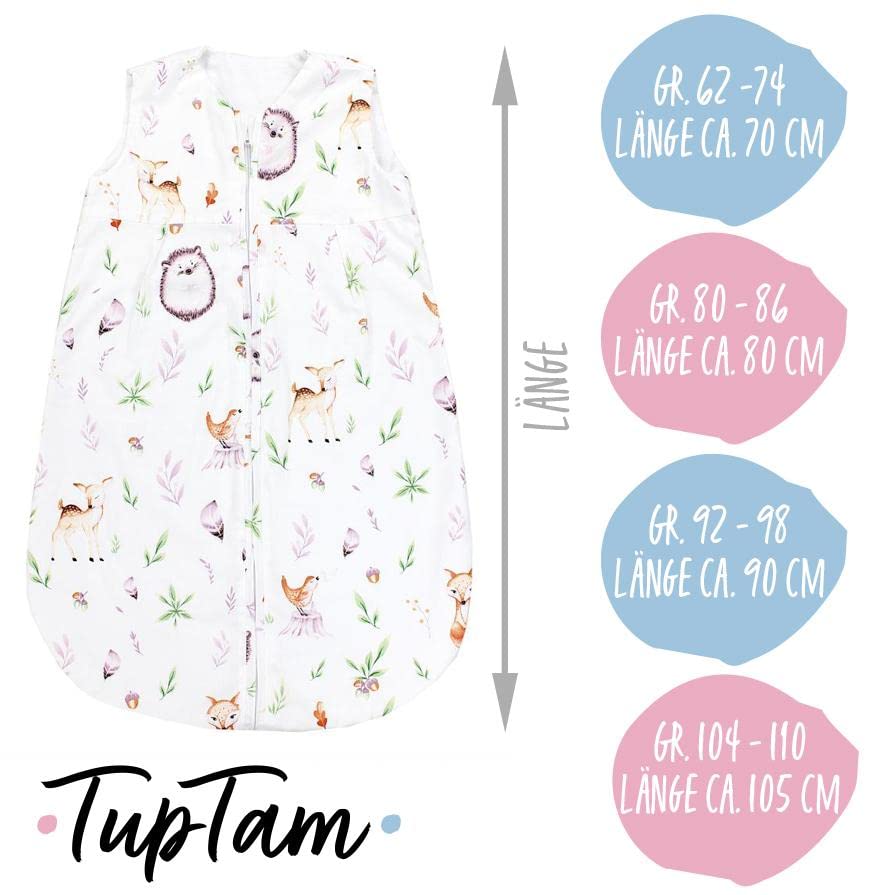 GR. 62 - 74
LÄNGE CA. 70 CM
GR. 80 - 86
LÄNGE CA. 80 CM
LÄNGE
GR. 92 - 98
LÄNGE CA. 90 CM
GR. 104 - 110
LÄNGE CA. 105 CM
TupTam